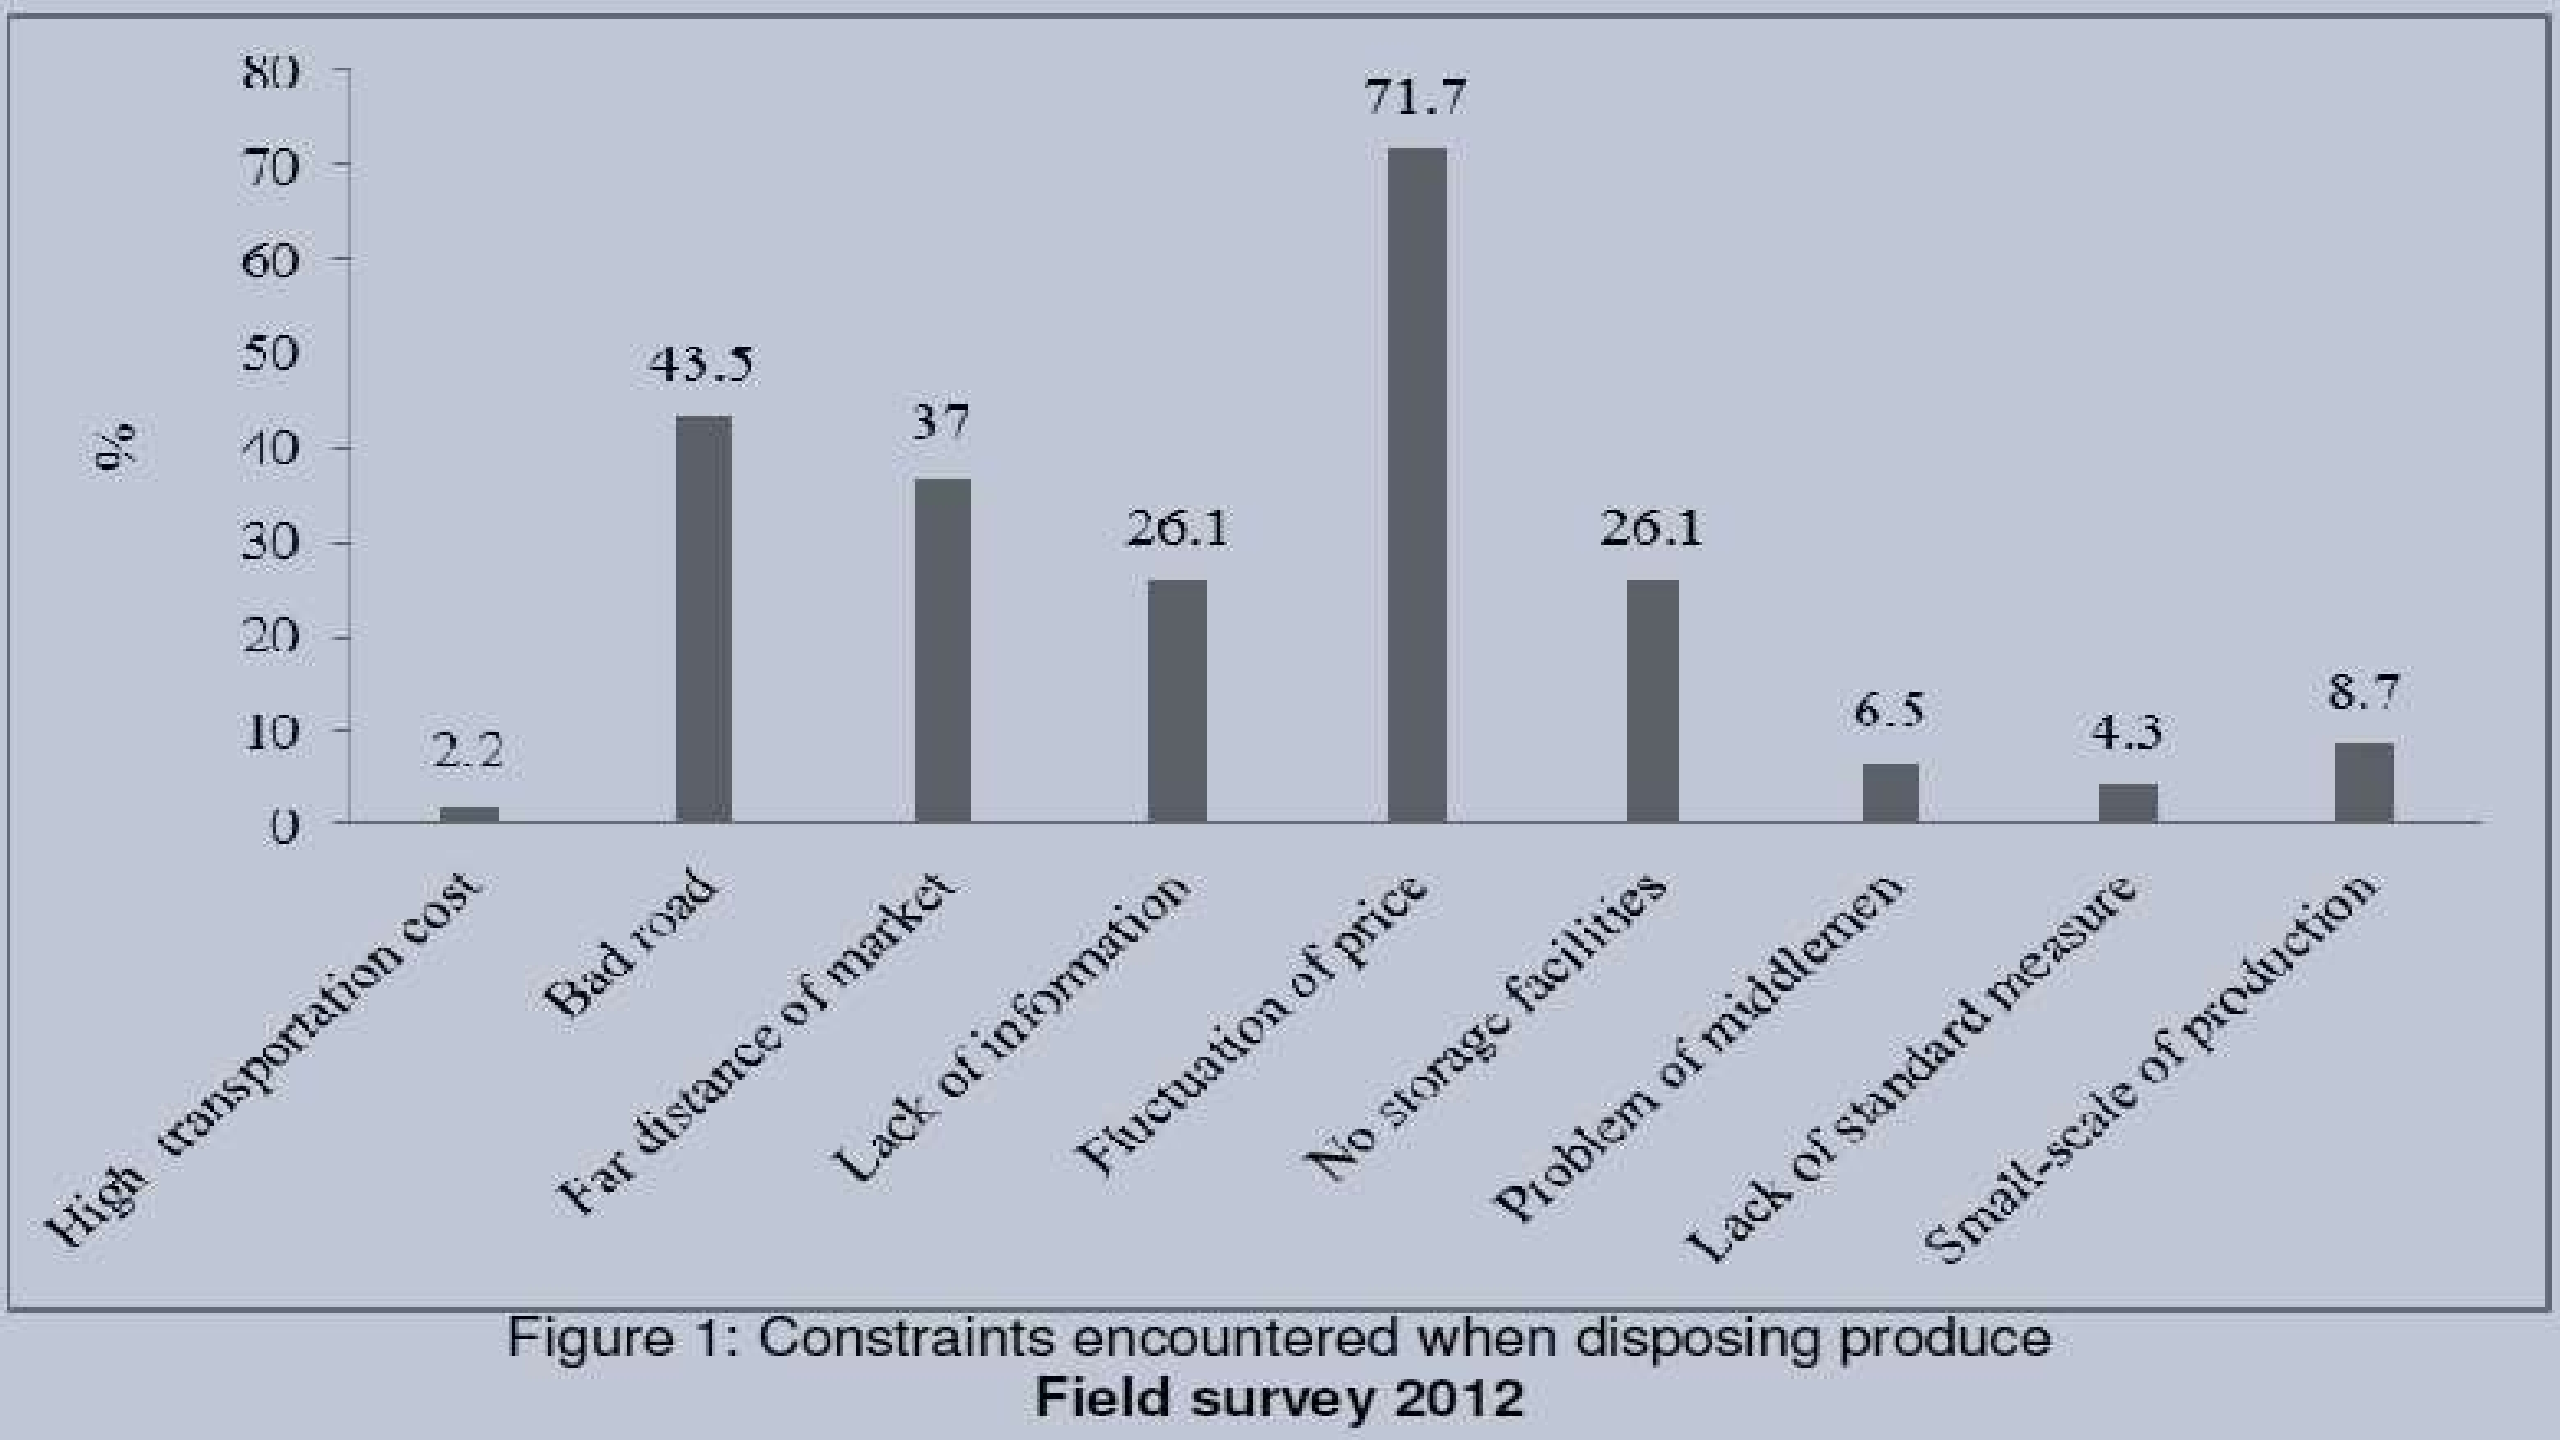 80
70
60
50
40
30
20
10
0
%
2.2
43.5
37
26.1
71.7
26.1
6.5
4.3
8.7
High transportation cost
Bad road
Far distance of market
Lack of information
Fluctuation of price
No storage facilities
Problem of middlemen
Lack of standard measure
Small-scale of production
Figure 1: Constraints encountered when disposing produce
Field survey 2012